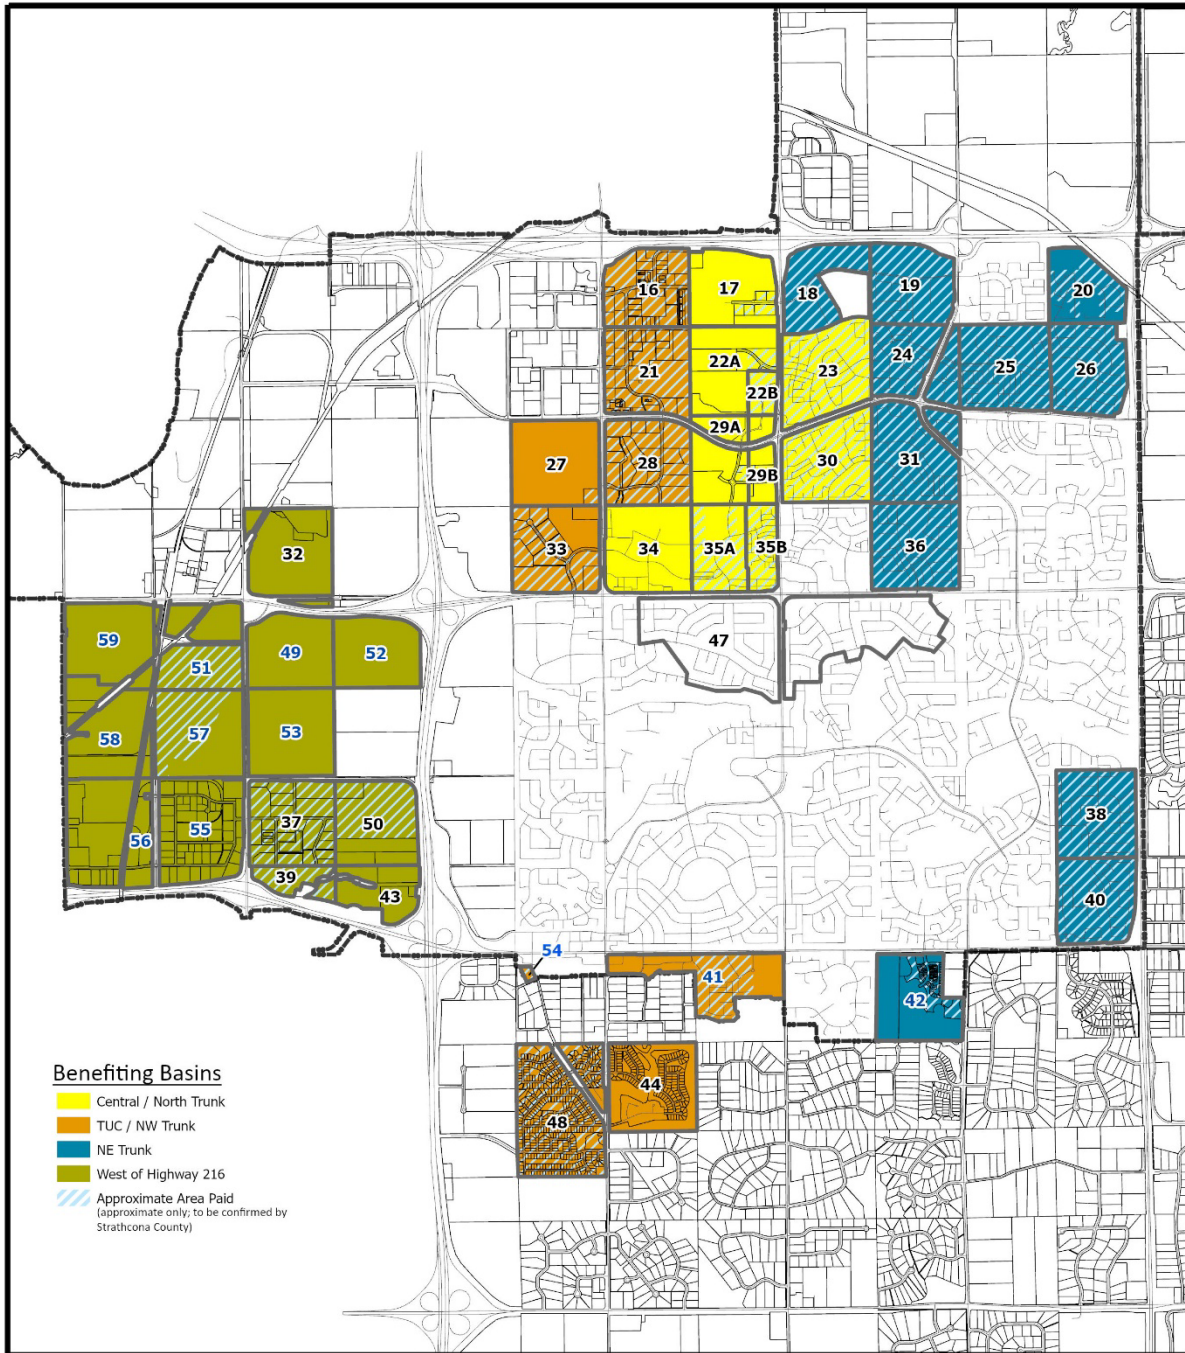 16
17
18
19
20
21
22A
22B
23
24
25
26
27
28
29A
29B
30
31
32
33
34
35A
35B
36
47
59
51
49
52
58
57
53
38
56
55
37
50
39
43
40
54
41
42
44
48
Benefiting Basins
Central / North Trunk
TUC / NW Trunk
NE Trunk
West of Highway 216
Approximate Area Paid
(approximate only; to be confirmed by
Strathcona County)